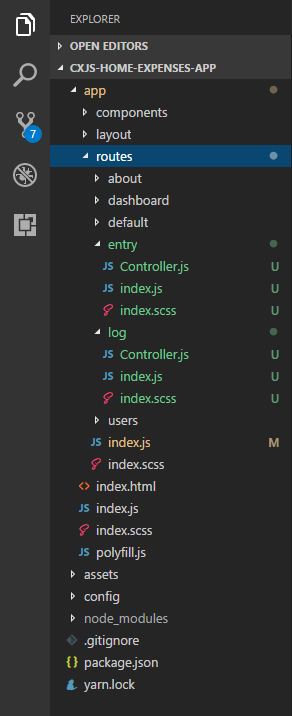 EXPLORER
OPEN EDITORS
CXJS-HOME-EXPENSES-APP
app
components
layout
routes
about
dashboard
default
entry
JS Controller.js U
JS index.js U
index.scss U
log
JS Controller.js U
JS index.js U
index.scss U
users
JS index.js M
index.scss
<> index.html
JS index.js
index.scss
JS polyfill.js
assets
config
node_modules
.gitignore
{} package.json
yarn.lock
7